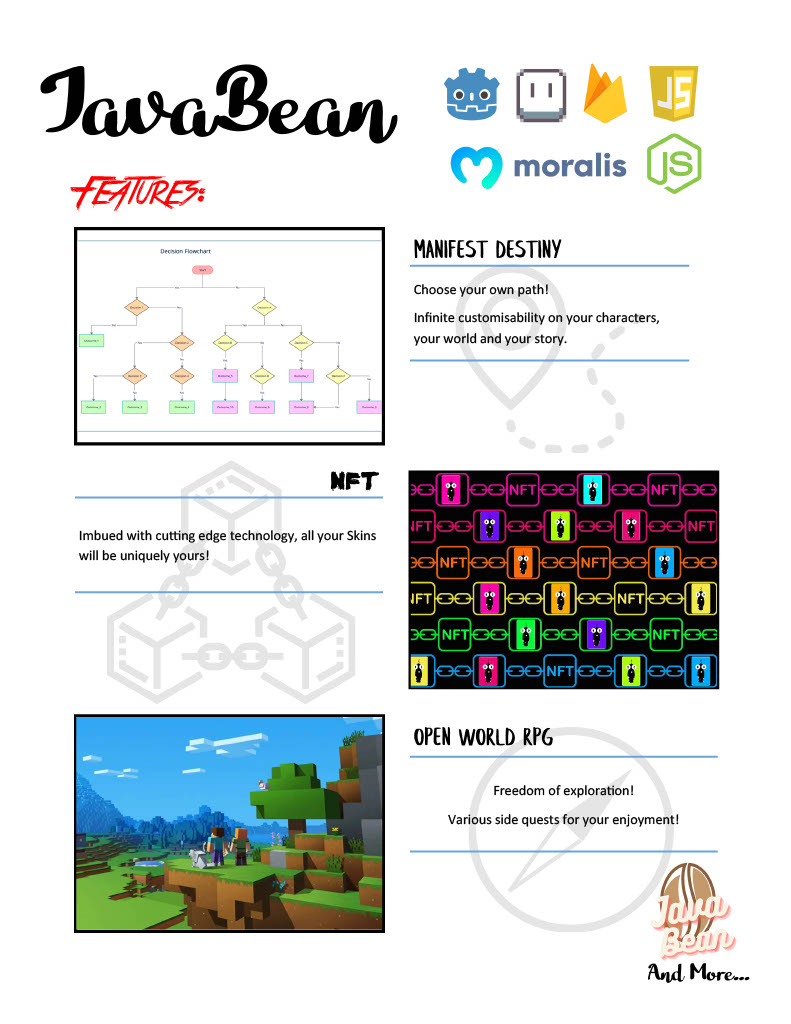 JavaBean
JS
moralis
JS
FEATURES:
Decision Flowchart
MANIFEST DESTINY
Choose your own path!
Infinite customisability on your characters,
your world and your story.
NFT
Imbued with cutting edge technology, all your Skins
will be uniquely yours!
NFT NFT
NFT NFT
NFT NFT
NFT NFT
NFT NFT
NFT
OPEN WORLD RPG
Freedom of exploration!
Various side quests for your enjoyment!
Java
Bean
And More...